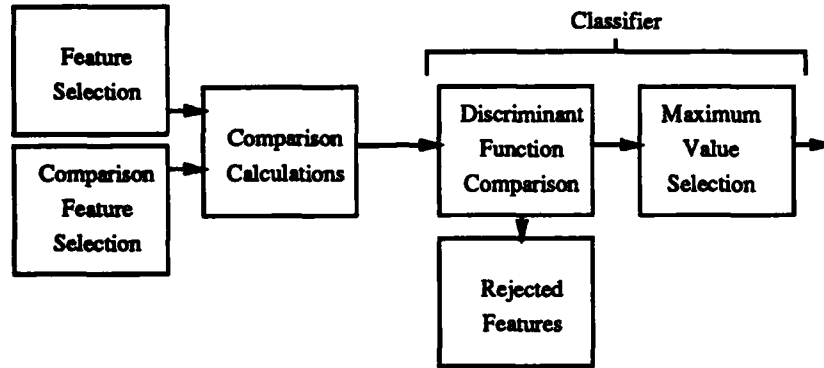 Classifier
Feature
Selection
Comparison
Feature
Selection
Comparison
Calculations
Discriminant
Function
Comparison
Maximum
Value
Selection
Rejected
Features